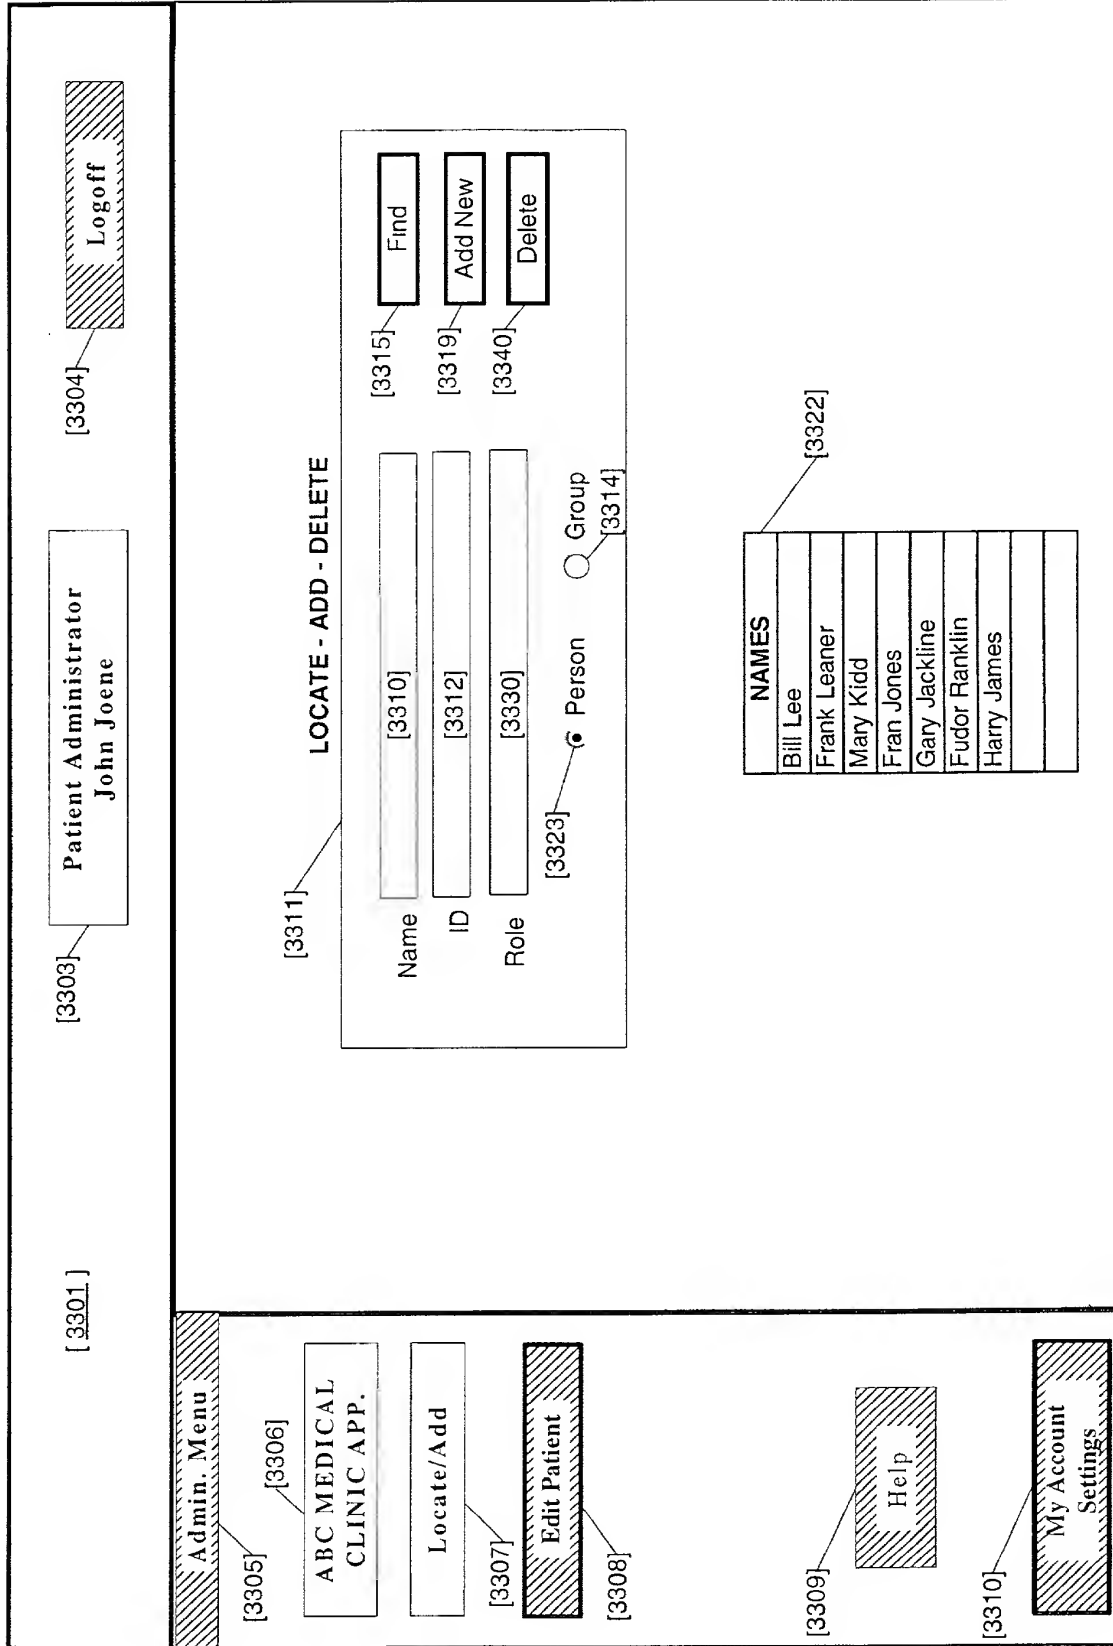 [3301]
[3303]
Patient Administrator
John Joene
[3304]
Logoff
Admin. Menu
[3305]
[3306]
ABC MEDICAL
CLINIC APP.
Locate/Add
[3307]
Edit Patient
[3308]
[3309]
Help
[3310]
My Account
Settings
[3311]
LOCATE - ADD - DELETE
Name
[3310]
[3315]
Find
ID
[3312]
[3319]
Add New
Role
[3330]
[3340]
Delete
[3323]
Person
Group
[3314]
[3322]
NAMES
Bill Lee
Frank Leaner
Mary Kidd
Fran Jones
Gary Jackline
Fudor Ranklin
Harry James